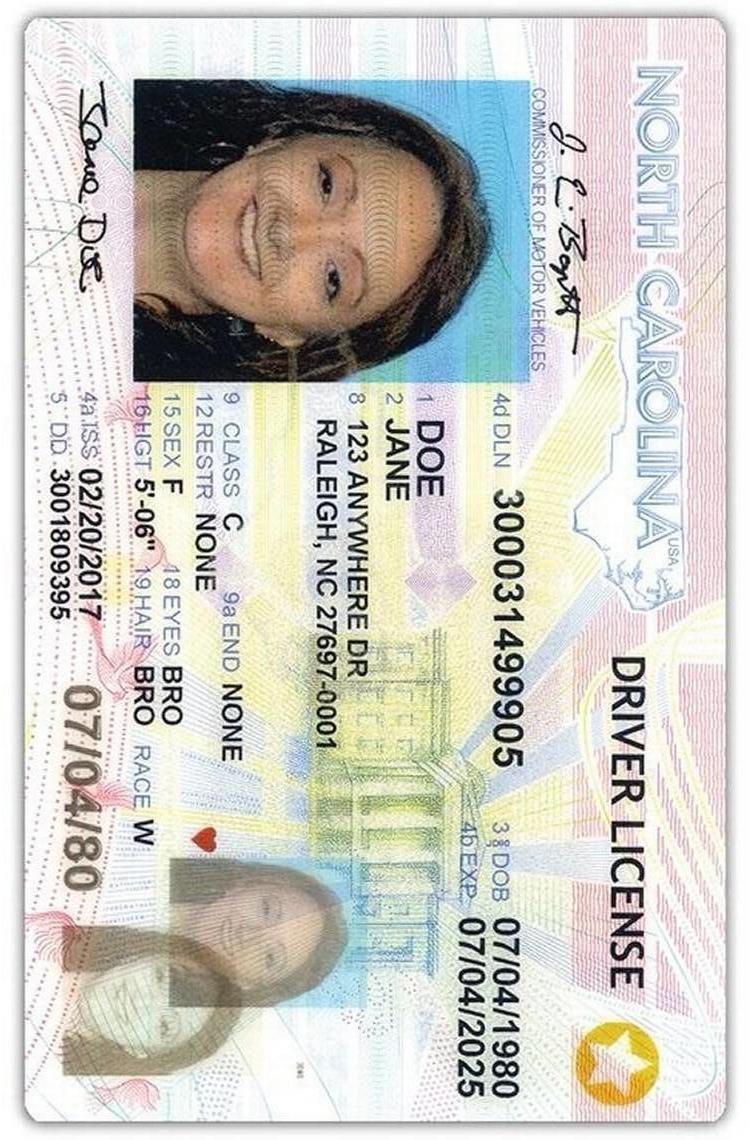 NORTH CAROLINA USA
DRIVER LICENSE
J. E. Boyette
COMMISSIONER OF MOTOR VEHICLES
4d DLN 000031499905
3 DOB 07/04/1980
4b EXP 07/04/2025
1 DOE
2 JANE
8 123 ANYWHERE DR
RALEIGH, NC 27697-0001
9 CLASS C 9a END NONE
12 RESTR NONE
15 SEX F 18 EYES BRO
16 HGT 5'-06" 19 HAIR BRO RACE W
4a ISS 02/20/2017
5 DD 3001809395
07/04/80
Jane Doe